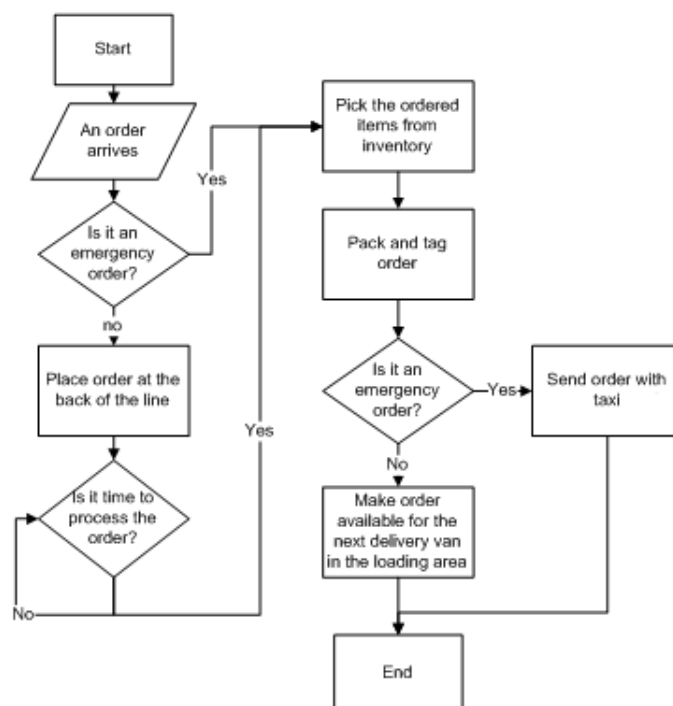 Start
An order
arrives
Is it an
emergency
order?
Yes
no
Place order at the
back of the line
Is it time to
process the
order?
No
Yes
Pick the ordered
items from
inventory
Pack and tag
order
Is it an
emergency
order?
Yes
Send order with
taxi
No
Make order
available for the
next delivery van
in the loading area
End